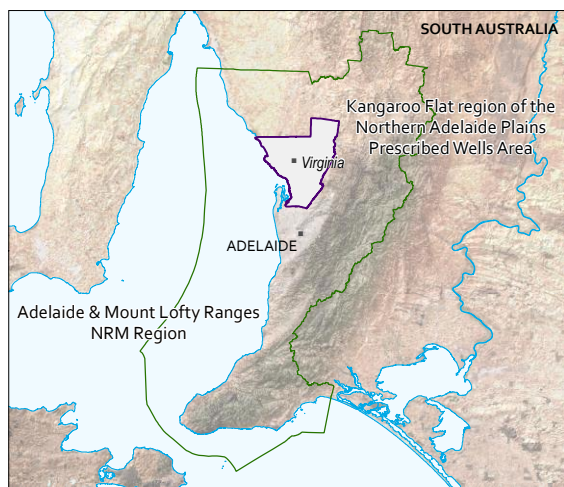 SOUTH AUSTRALIA
Kangaroo Flat region of the
Northern Adelaide Plains
Prescribed Wells Area
Virginia
ADELAIDE
Adelaide & Mount Lofty Ranges
NRM Region